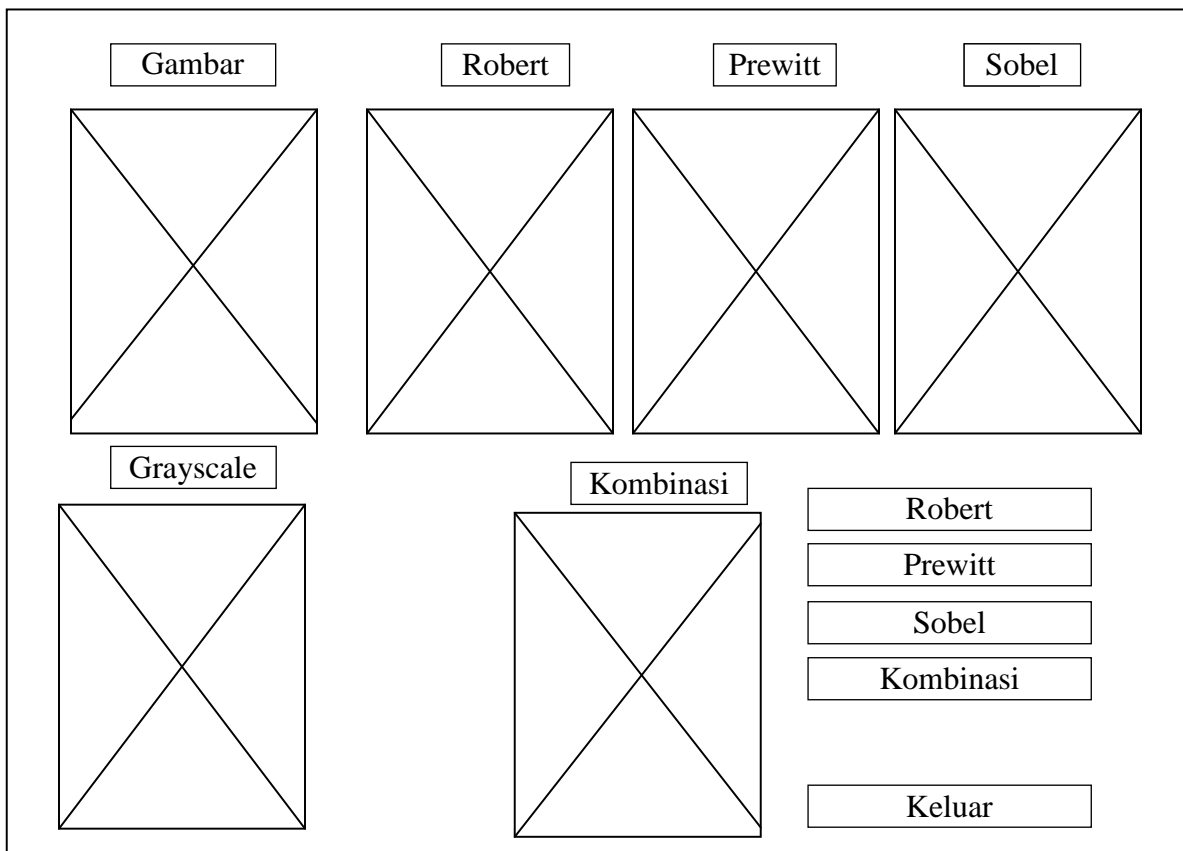 Gambar
Robert
Prewitt
Sobel
Grayscale
Kombinasi
Robert
Prewitt
Sobel
Kombinasi
Keluar